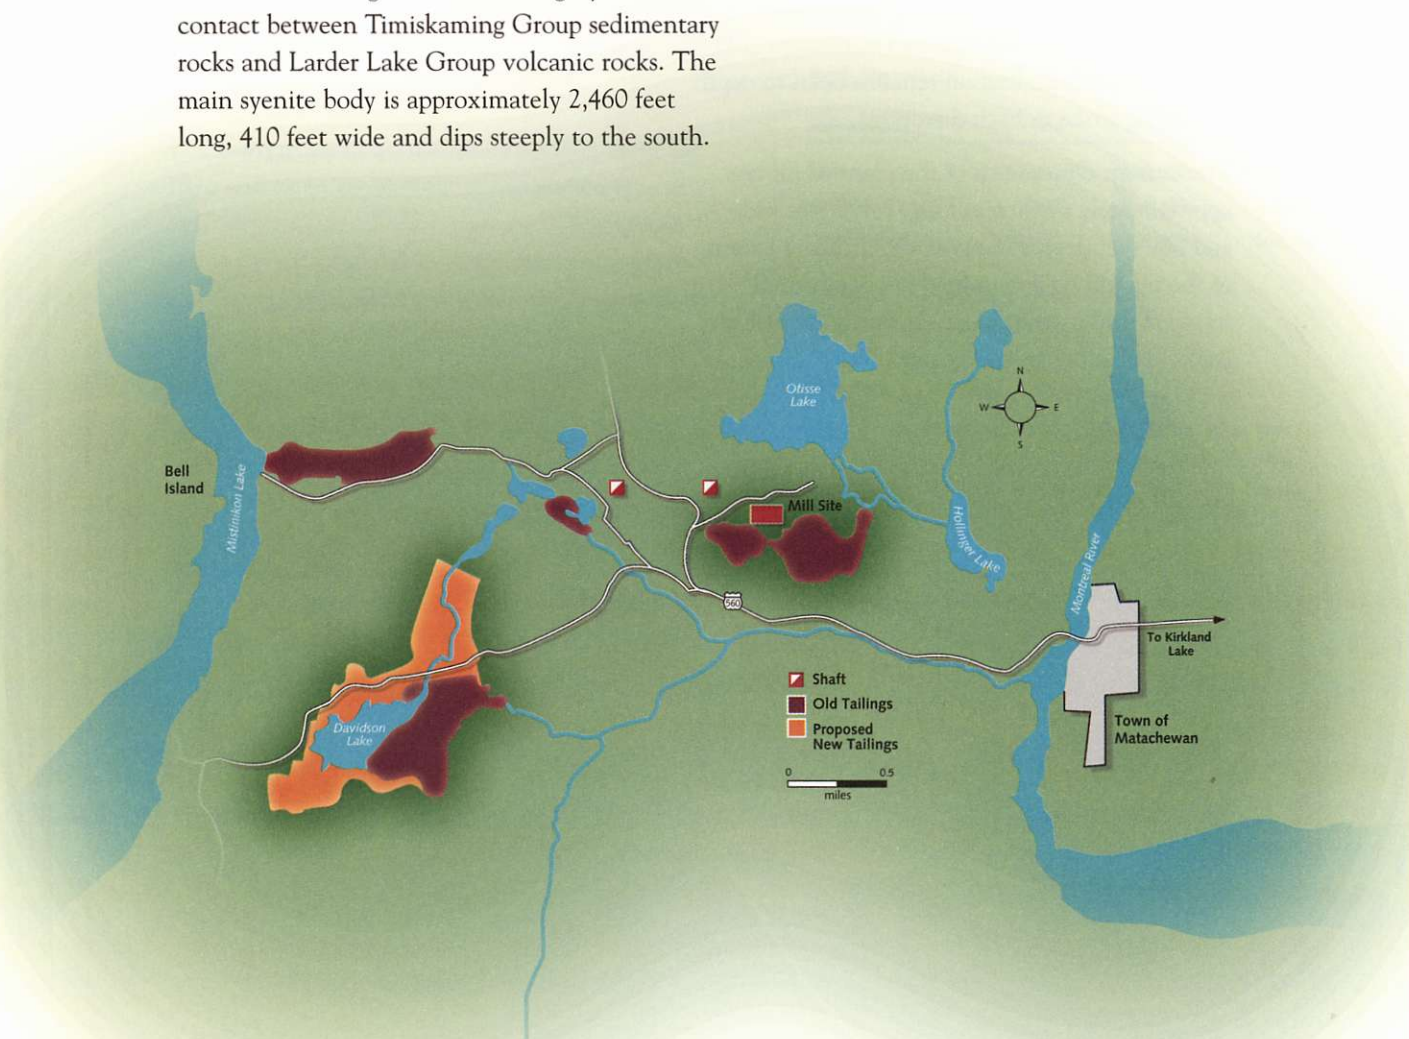 contact between Timiskaming Group sedimentary
rocks and Larder Lake Group volcanic rocks. The
main syenite body is approximately 2,460 feet
long, 410 feet wide and dips steeply to the south.
Otisse
Lake
N
W
E
S
Bell
Island
Mistinikon Lake
Mill Site
Hollinger Lake
Montreal River
560
To Kirkland
Lake
Shaft
Old Tailings
Proposed
New Tailings
Davidson
Lake
Town of
Matachewan
0 0.5
miles